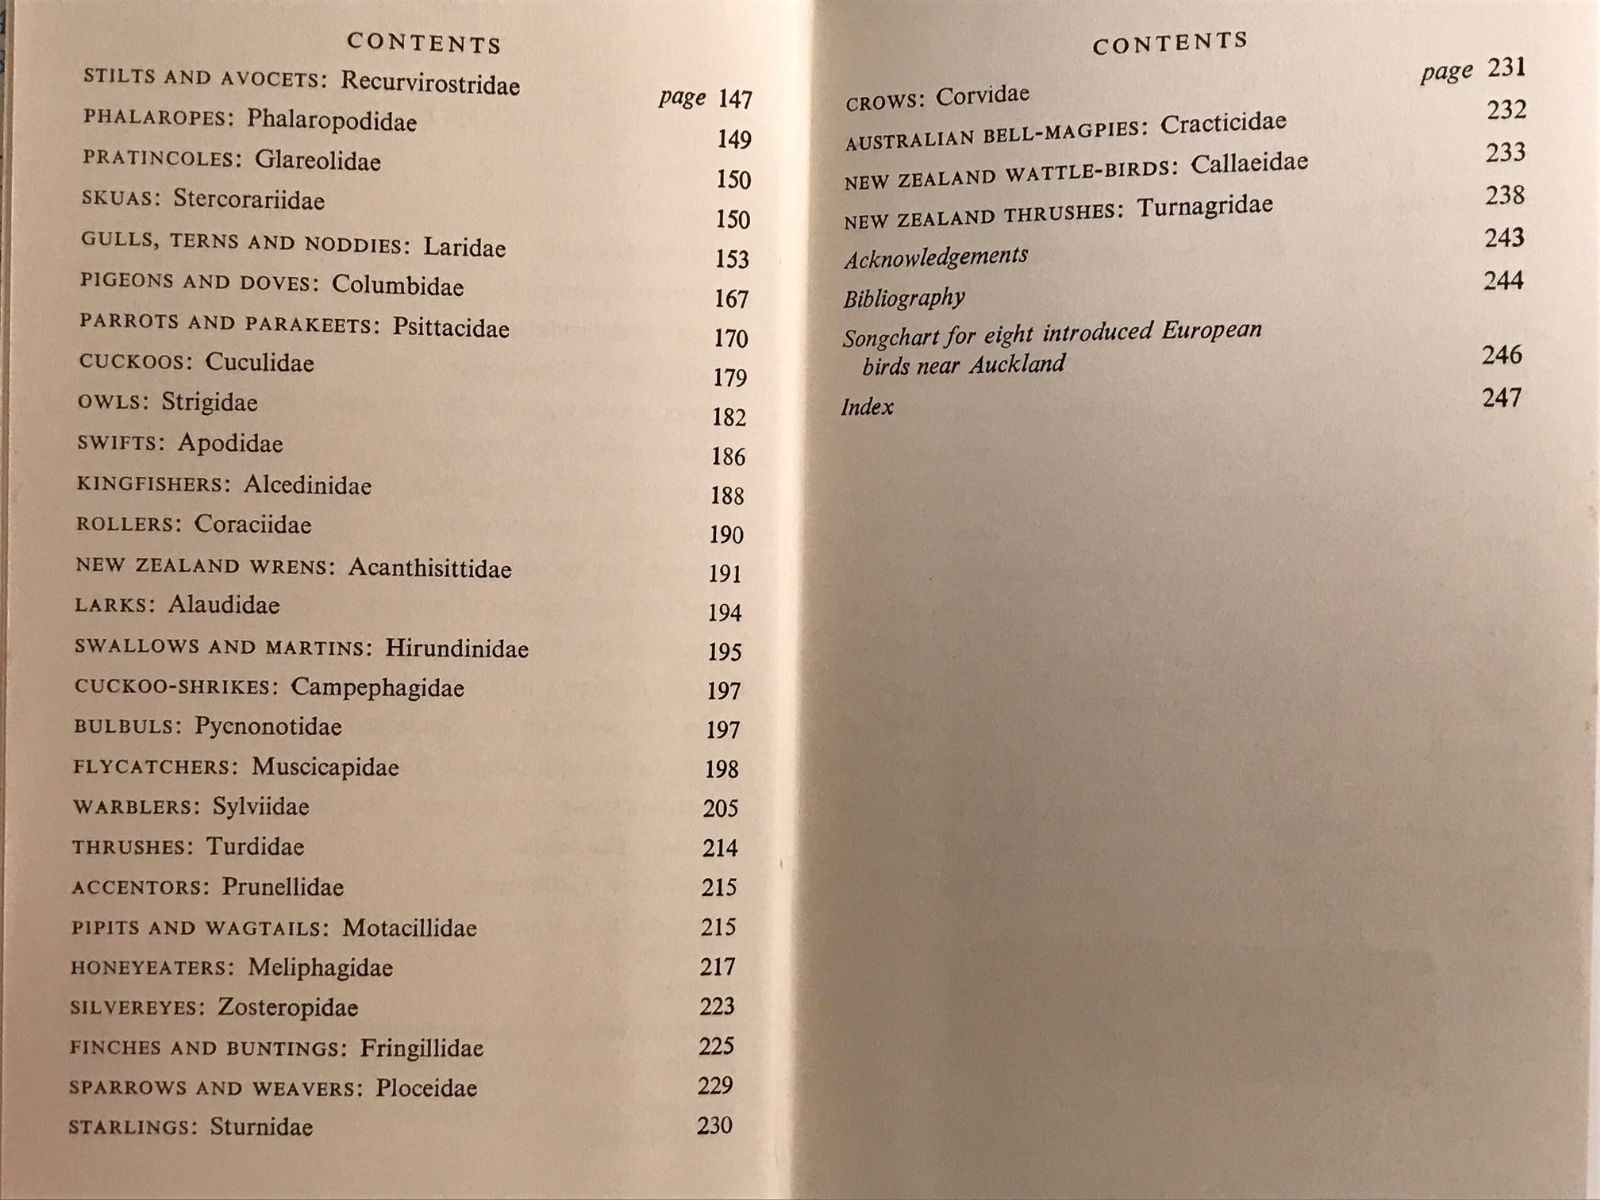 CONTENTS
STILTS AND AVOCETS: Recurvirostridae page 147
PHALAROPES: Phalaropodidae 149
PRATINCOLES: Glareolidae 150
SKUAS: Stercorariidae 150
GULLS, TERNS AND NODDIES: Laridae 153
PIGEONS AND DOVES: Columbidae 167
PARROTS AND PARAKEETS: Psittacidae 170
CUCKOOS: Cuculidae 179
OWLS: Strigidae 182
SWIFTS: Apodidae 186
KINGFISHERS: Alcedinidae 188
ROLLERS: Coraciidae 190
NEW ZEALAND WRENS: Acanthisittidae 191
LARKS: Alaudidae 194
SWALLOWS AND MARTINS: Hirundinidae 195
CUCKOO-SHRIKES: Campephagidae 197
BULBULS: Pycnonotidae 197
FLYCATCHERS: Muscicapidae 198
WARBLERS: Sylviidae 205
THRUSHES: Turdidae 214
ACCENTORS: Prunellidae 215
PIPITS AND WAGTAILS: Motacillidae 215
HONEYEATERS: Meliphagidae 217
SILVEREYES: Zosteropidae 223
FINCHES AND BUNTINGS: Fringillidae 225
SPARROWS AND WEAVERS: Ploceidae 229
STARLINGS: Sturnidae 230
CONTENTS
CROWS: Corvidae page 231
AUSTRALIAN BELL-MAGPIES: Cracticidae 232
NEW ZEALAND WATTLE-BIRDS: Callaeidae 233
NEW ZEALAND THRUSHES: Turnagridae 238
Acknowledgements 243
Bibliography 244
Songchart for eight introduced European
birds near Auckland 246
Index 247